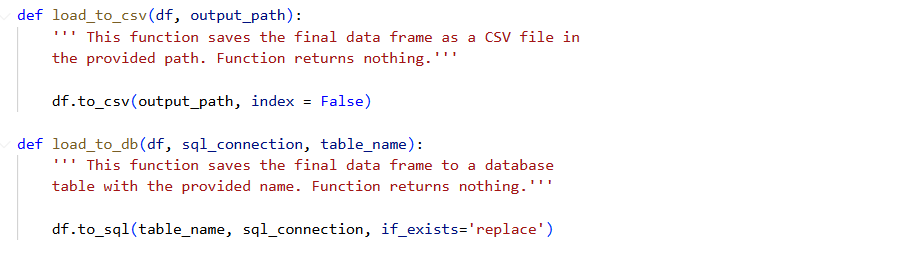 def load_to_csv(df, output_path):
    ''' This function saves the final data frame as a CSV file in
    the provided path. Function returns nothing.'''

    df.to_csv(output_path, index = False)

def load_to_db(df, sql_connection, table_name):
    ''' This function saves the final data frame to a database
    table with the provided name. Function returns nothing.'''

    df.to_sql(table_name, sql_connection, if_exists='replace')